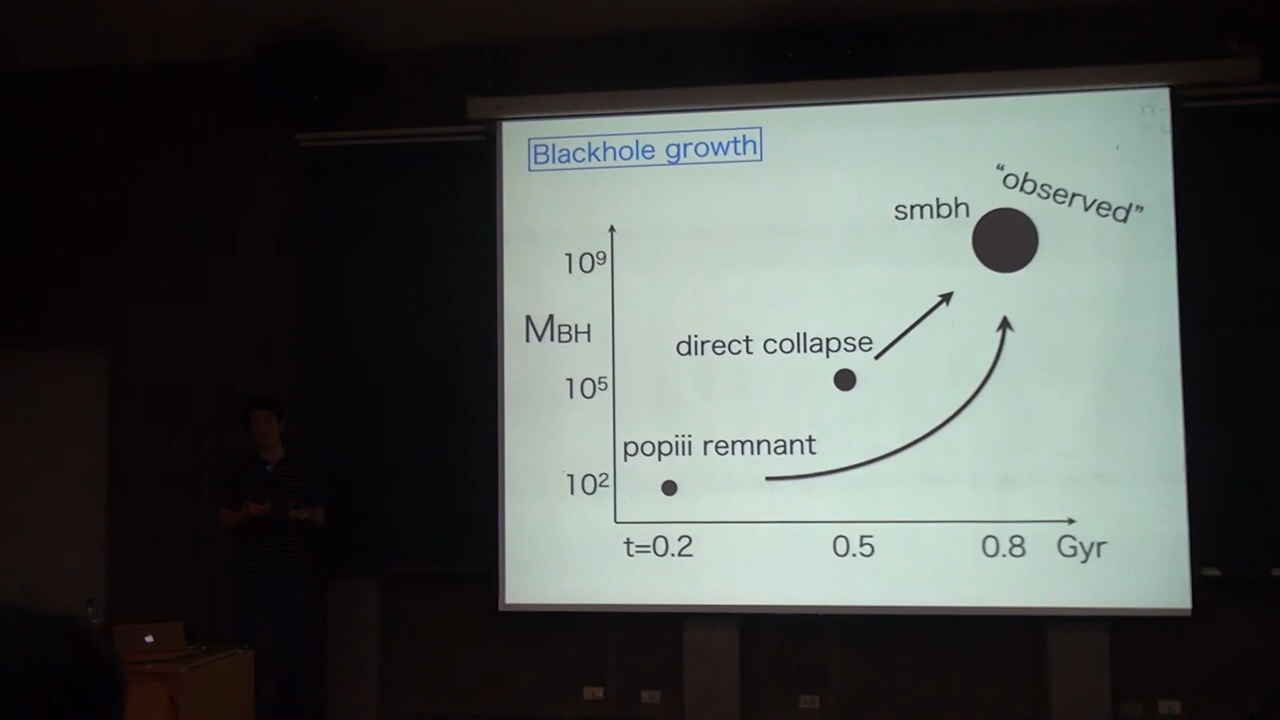 Blackhole growth
"observed"
smbh
10⁹
MBH
direct collapse
10⁵
popiii remnant
10²
t=0.2 0.5 0.8 Gyr